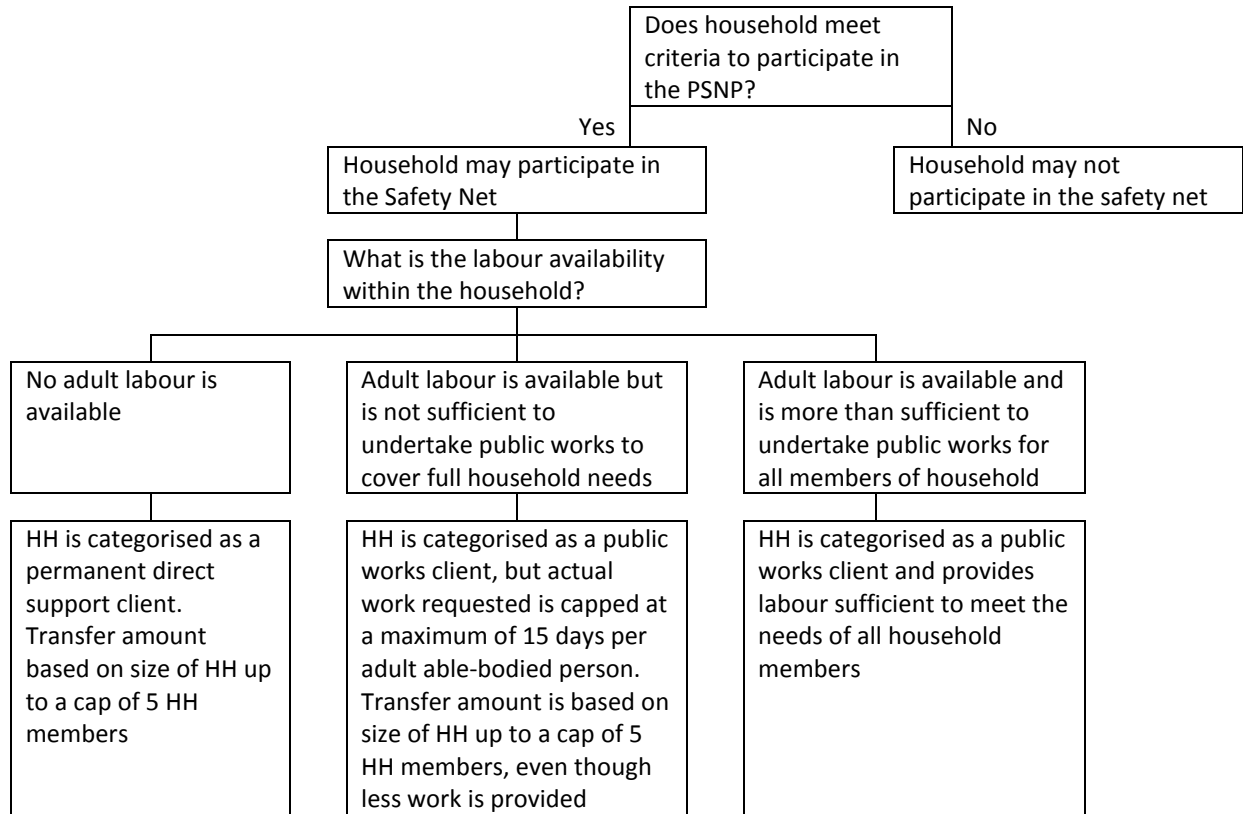 Does household meet
criteria to participate in
the PSNP?
Yes
No
Household may participate in
the Safety Net
Household may not
participate in the safety net
What is the labour availability
within the household?
No adult labour is
available
Adult labour is available but
is not sufficient to
undertake public works to
cover full household needs
Adult labour is available and
is more than sufficient to
undertake public works for
all members of household
HH is categorised as a
permanent direct
support client.
Transfer amount
based on size of HH up
to a cap of 5 HH
members
HH is categorised as a public
works client, but actual
work requested is capped at
a maximum of 15 days per
adult able-bodied person.
Transfer amount is based on
size of HH up to a cap of 5
HH members, even though
less work is provided
HH is categorised as a public
works client and provides
labour sufficient to meet the
needs of all household
members